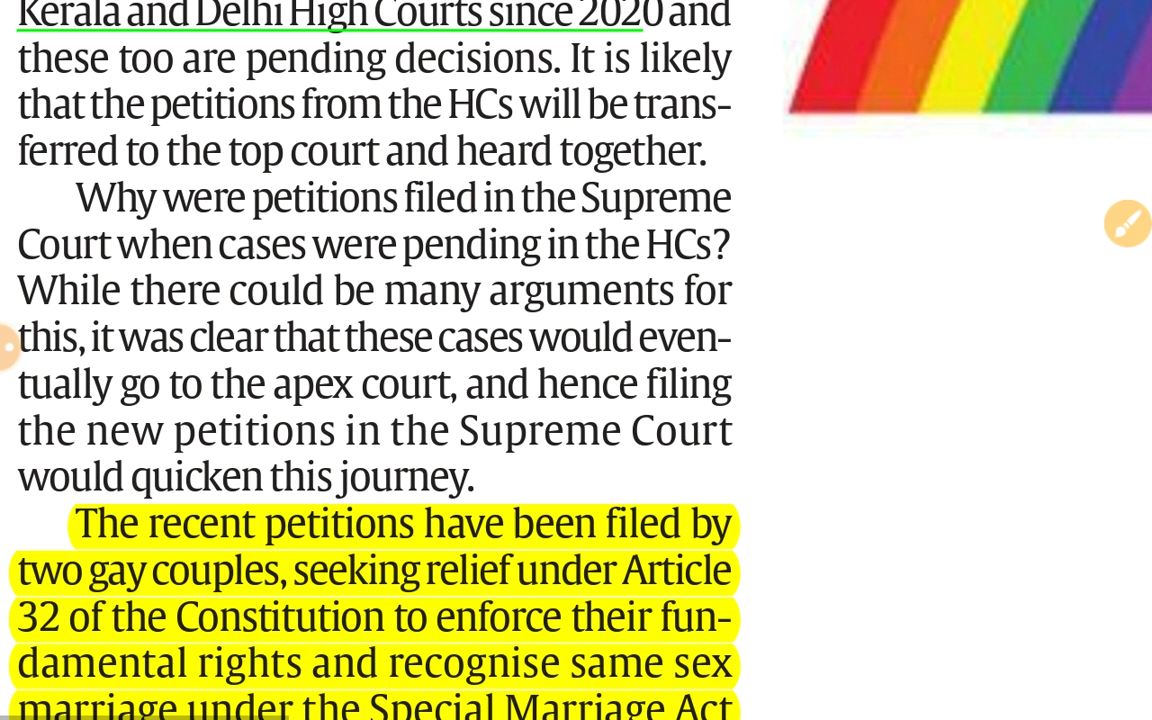 Kerala and Delhi High Courts since 2020 and
these too are pending decisions. It is likely
that the petitions from the HCs will be trans-
ferred to the top court and heard together.
Why were petitions filed in the Supreme
Court when cases were pending in the HCs?
While there could be many arguments for
this, it was clear that these cases would even-
tually go to the apex court, and hence filing
the new petitions in the Supreme Court
would quicken this journey.
The recent petitions have been filed by
two gay couples, seeking relief under Article
32 of the Constitution to enforce their fun-
damental rights and recognise same sex
marriage under the Special Marriage Act